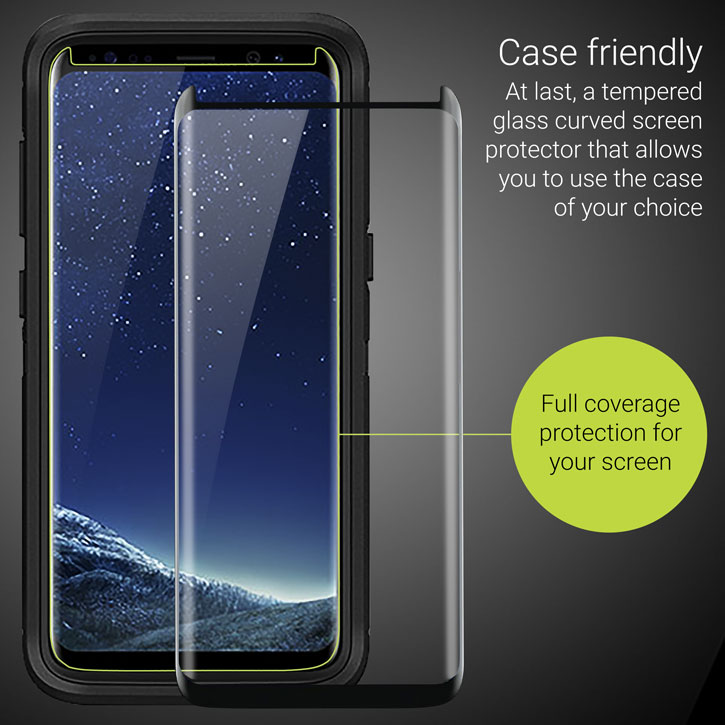 Case friendly
At last, a tempered
glass curved screen
protector that allows
you to use the case
of your choice
Full coverage
protection for
your screen